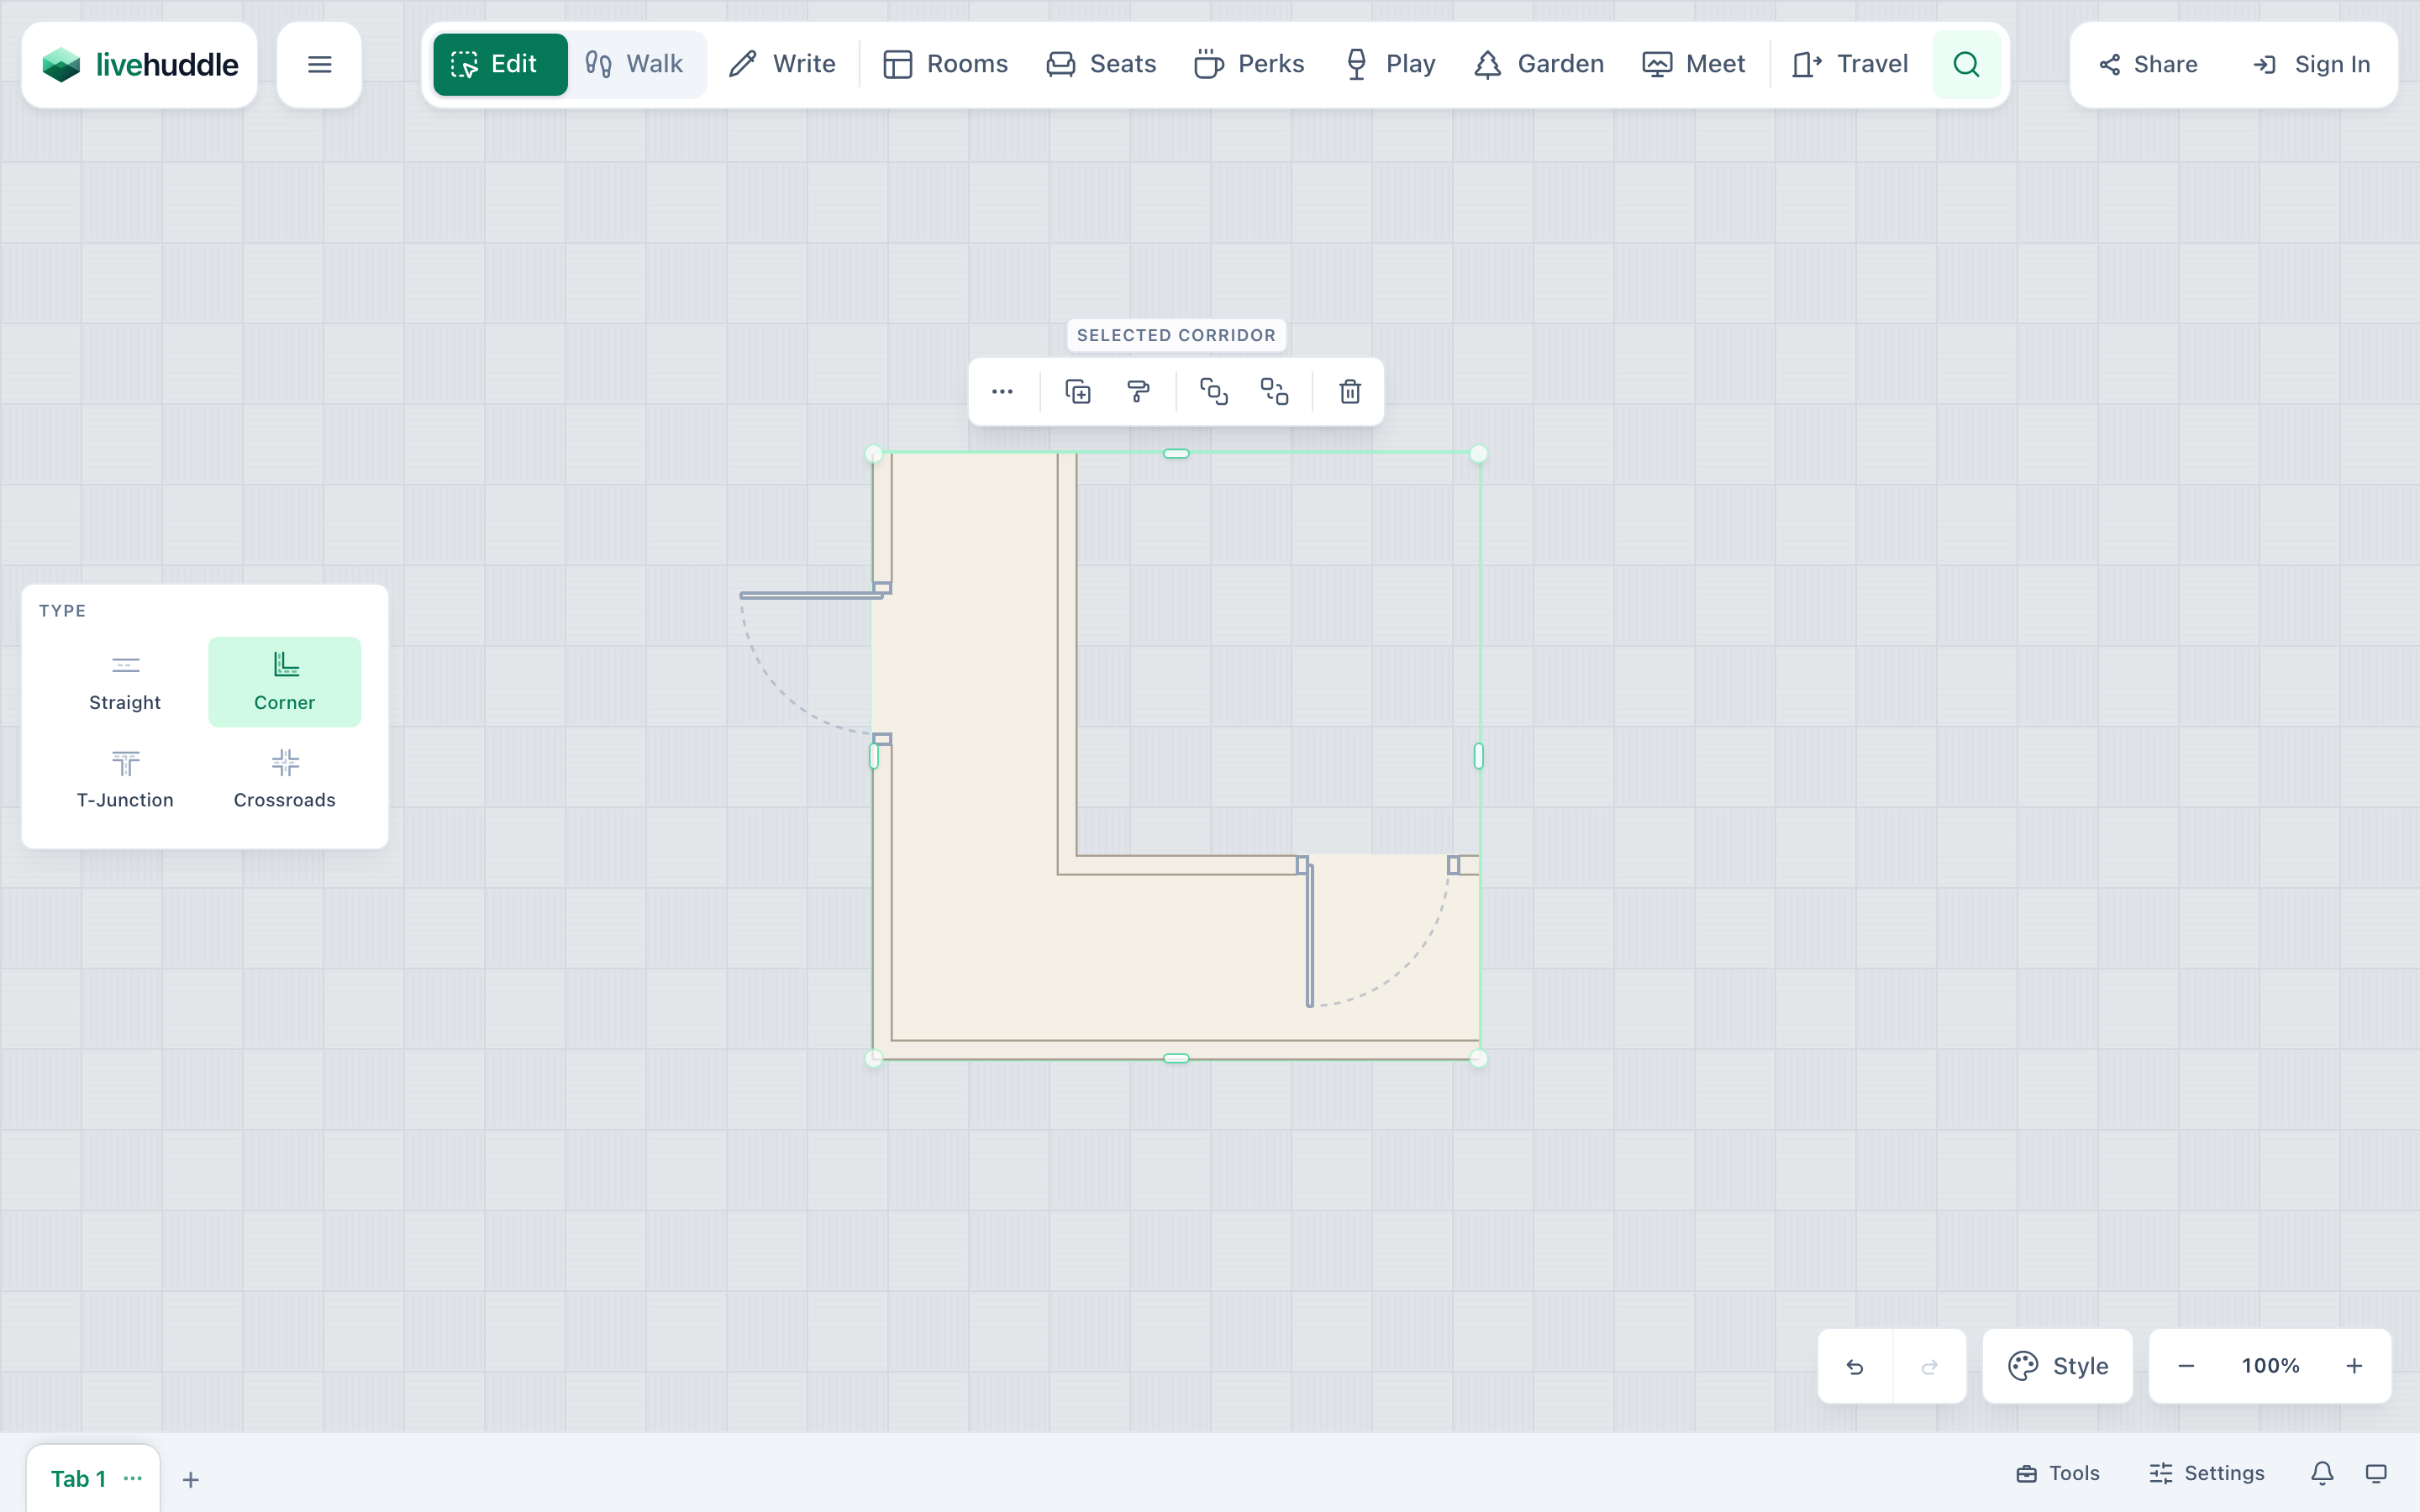 livehuddle
Edit
Walk
Write
Rooms
Seats
Perks
Play
Garden
Meet
Travel
Share
Sign In
SELECTED CORRIDOR
TYPE
Straight
Corner
T-Junction
Crossroads
Style
100%
Tab 1
Tools
Settings